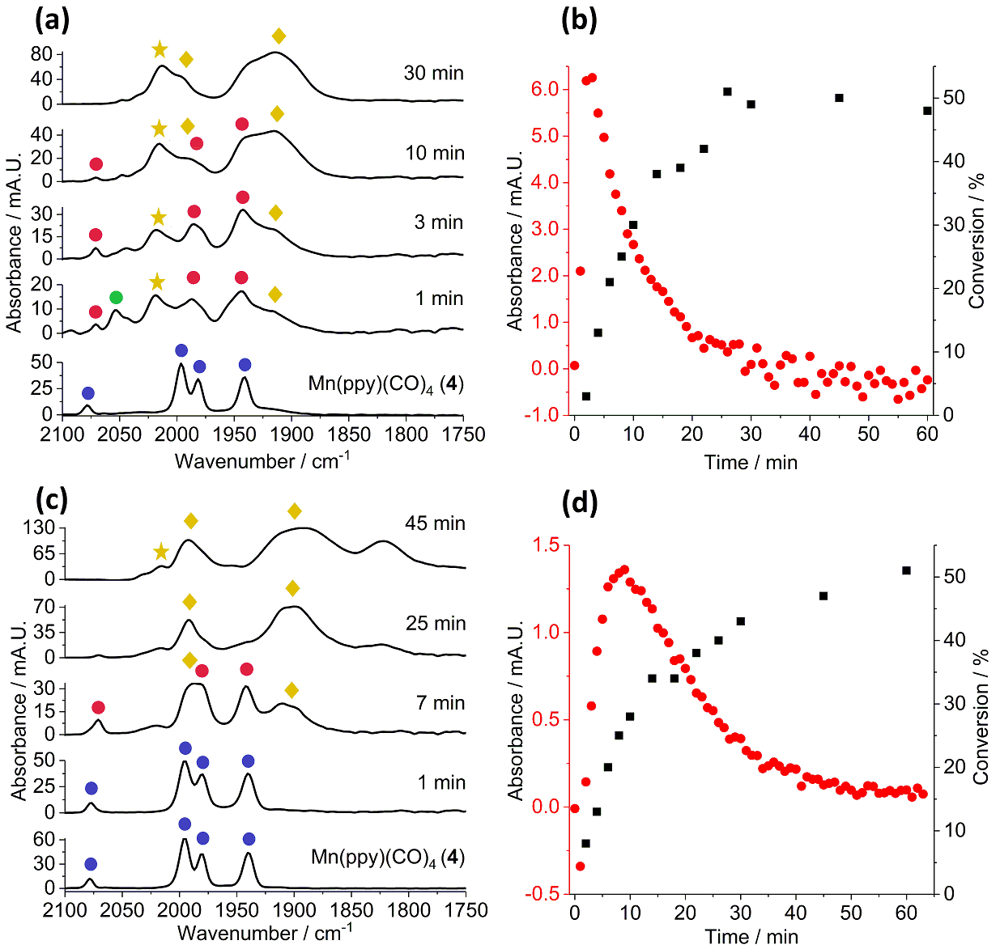 (a)
80
40
0
30 min
40
20
0
10 min
30
15
0
3 min
20
10
0
1 min
50
25
0
Mn(ppy)(CO)4 (4)
2100 2050 2000 1950 1900 1850 1800 1750
Wavenumber / cm-1
Absorbance / mA.U.
(b)
6.0
5.0
4.0
3.0
2.0
1.0
0.0
-1.0
Absorbance / mA.U.
50
40
30
20
10
0
Conversion / %
0 10 20 30 40 50 60
Time / min
(c)
130
65
0
45 min
70
35
0
25 min
30
15
0
7 min
50
25
0
1 min
60
30
0
Mn(ppy)(CO)4 (4)
2100 2050 2000 1950 1900 1850 1800 1750
Wavenumber / cm-1
Absorbance / mA.U.
(d)
1.5
1.0
0.5
0.0
-0.5
Absorbance / mA.U.
50
40
30
20
10
0
Conversion / %
0 10 20 30 40 50 60
Time / min